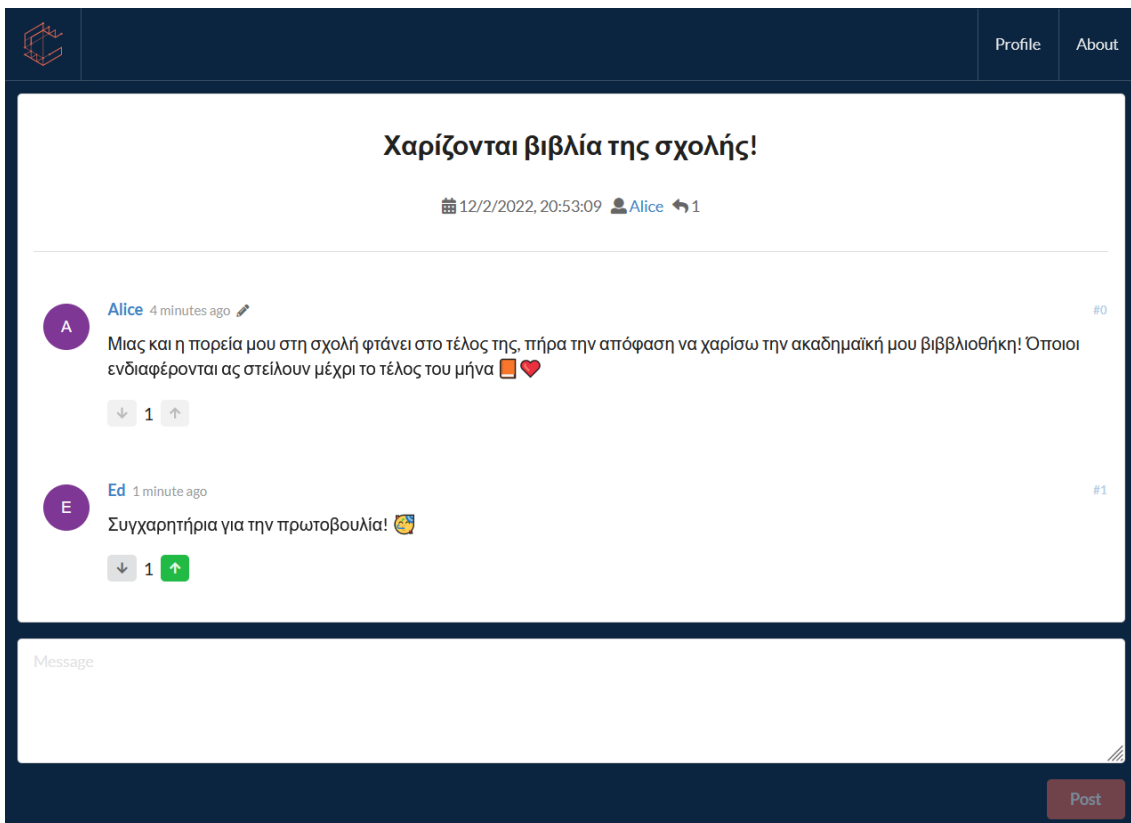 Profile
About
Χαρίζονται βιβλία της σχολής!
12/2/2022, 20:53:09 Alice 1
Alice 4 minutes ago #0
A
Μιας και η πορεία μου στη σχολή φτάνει στο τέλος της, πήρα την απόφαση να χαρίσω την ακαδημαϊκή μου βιββλιοθήκη! Όποιοι
ενδιαφέρονται ας στείλουν μέχρι το τέλος του μήνα 📙❤️
1
Ed 1 minute ago #1
E
Συγχαρητήρια για την πρωτοβουλία! 🥳
1
Message
Post